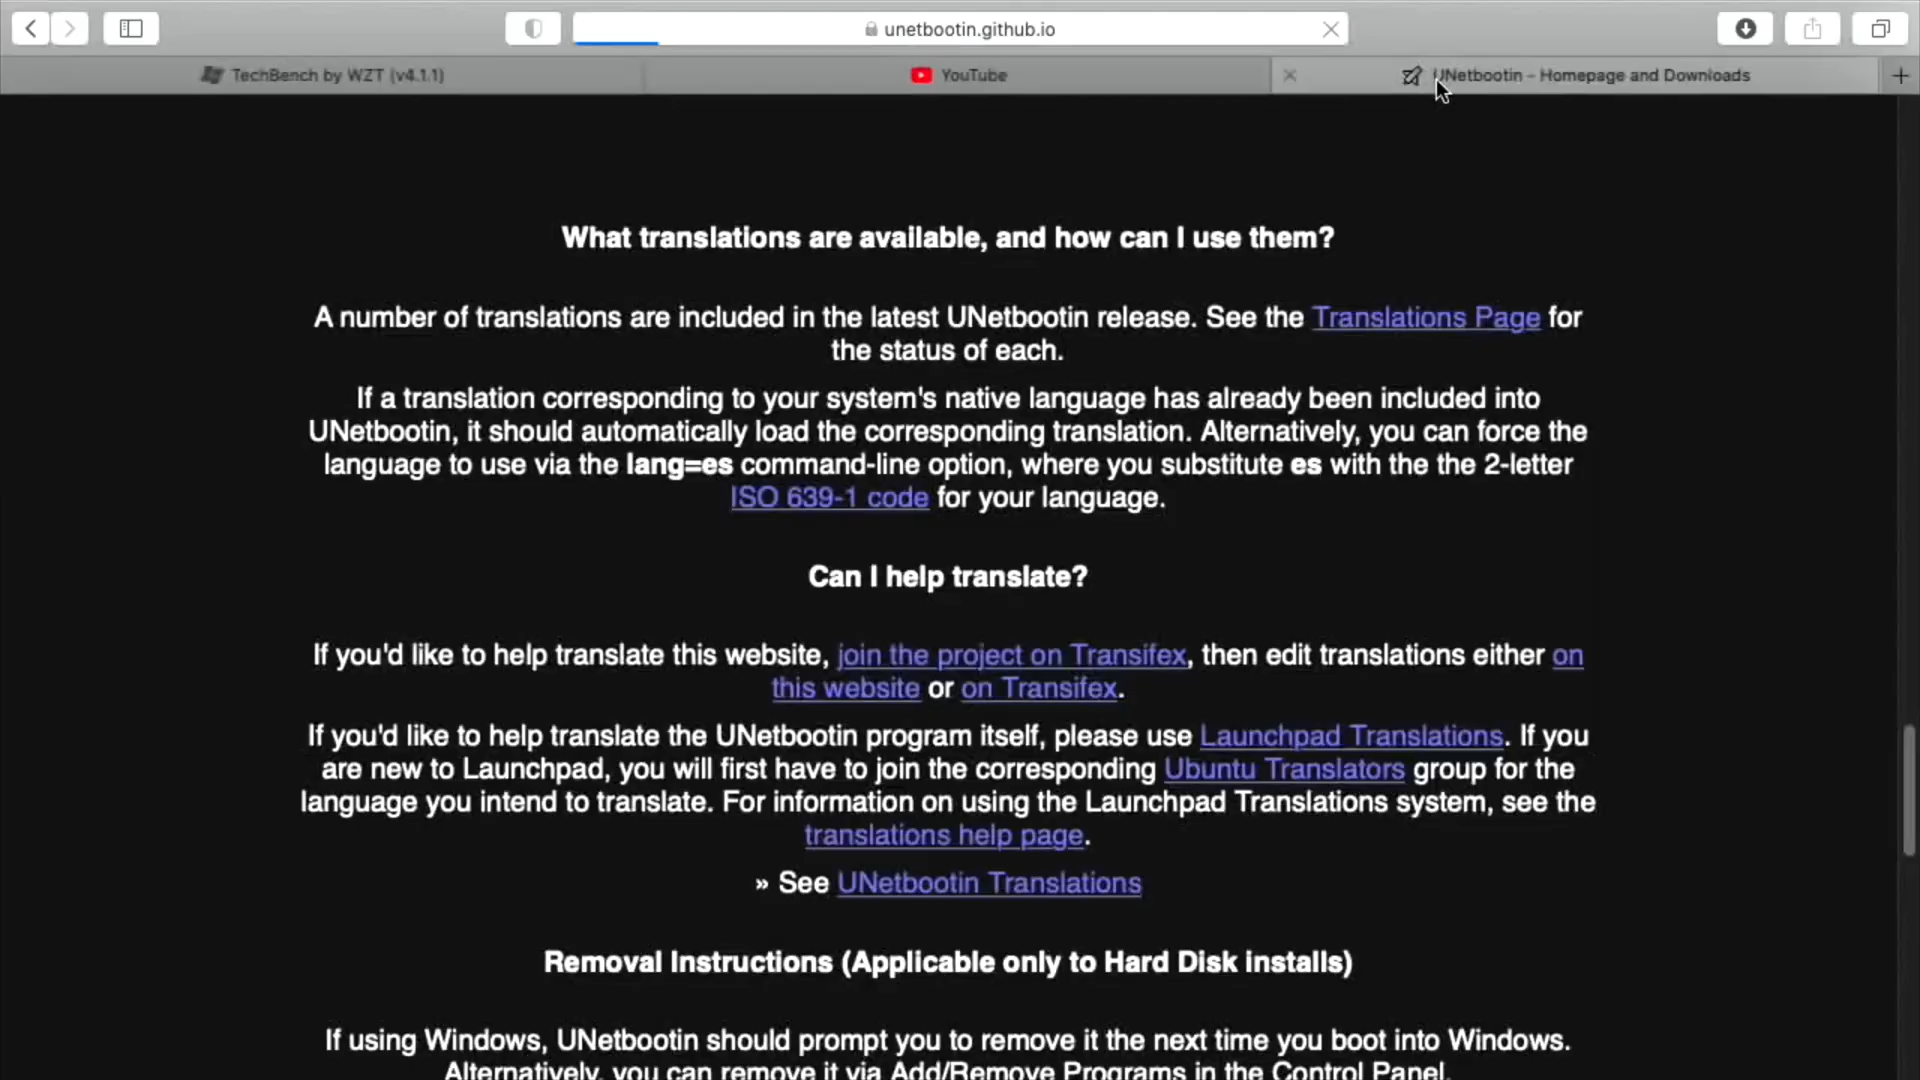 unetbootin.github.io
TechBench by WZT (v4.1.1)
YouTube
UNetbootin - Homepage and Downloads
What translations are available, and how can I use them?
A number of translations are included in the latest UNetbootin release. See the Translations Page for
the status of each.
If a translation corresponding to your system's native language has already been included into
UNetbootin, it should automatically load the corresponding translation. Alternatively, you can force the
language to use via the lang=es command-line option, where you substitute es with the the 2-letter
ISO 639-1 code for your language.
Can I help translate?
If you'd like to help translate this website, join the project on Transifex, then edit translations either on
this website or on Transifex.
If you'd like to help translate the UNetbootin program itself, please use Launchpad Translations. If you
are new to Launchpad, you will first have to join the corresponding Ubuntu Translators group for the
language you intend to translate. For information on using the Launchpad Translations system, see the
translations help page.
» See UNetbootin Translations
Removal Instructions (Applicable only to Hard Disk installs)
If using Windows, UNetbootin should prompt you to remove it the next time you boot into Windows.
Alternatively, you can remove it via Add/Remove Programs in the Control Panel.